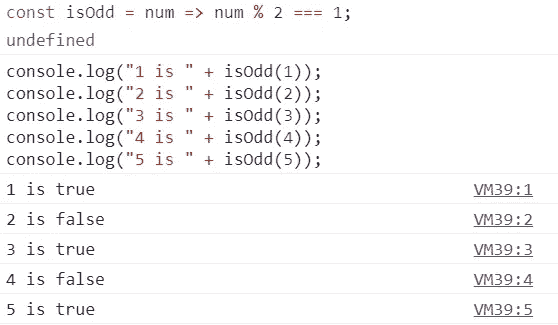 const isOdd = num => num % 2 === 1;
undefined
console.log("1 is " + isOdd(1));
console.log("2 is " + isOdd(2));
console.log("3 is " + isOdd(3));
console.log("4 is " + isOdd(4));
console.log("5 is " + isOdd(5));
1 is true VM39:1
2 is false VM39:2
3 is true VM39:3
4 is false VM39:4
5 is true VM39:5